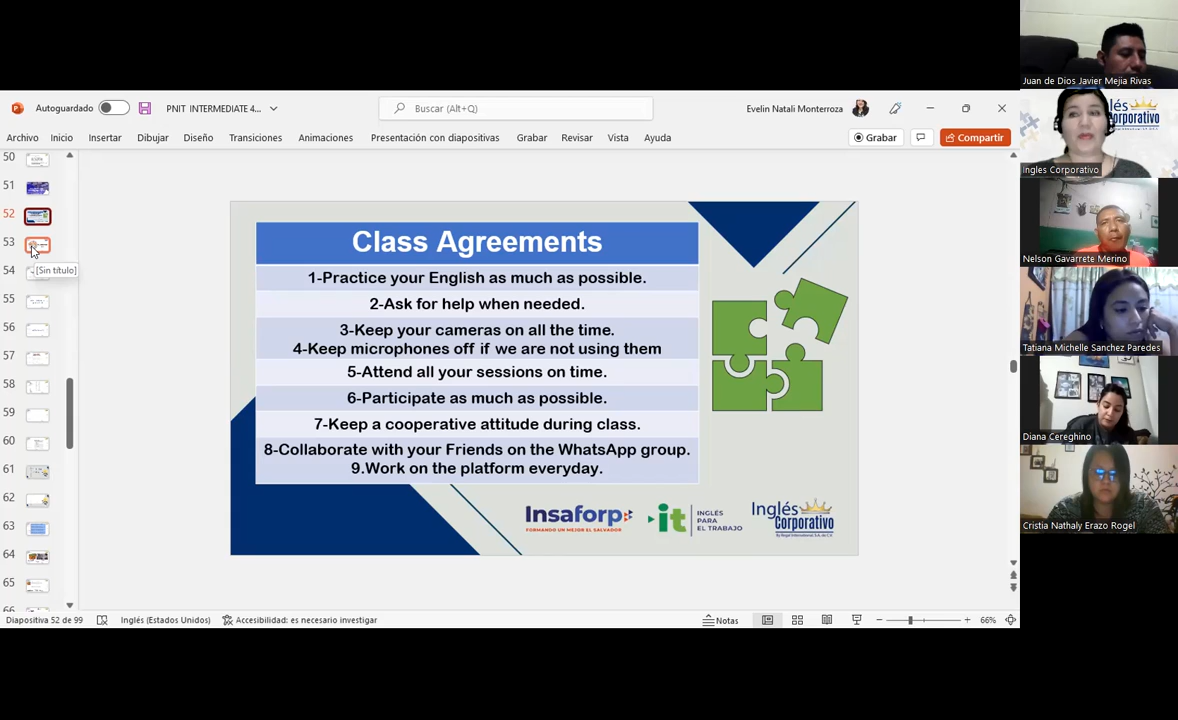 Autoguardado
PNIT INTERMEDIATE 4...
Buscar (Alt+Q)
Evelin Natali Monterroza
Archivo
Inicio
Insertar
Dibujar
Diseño
Transiciones
Animaciones
Presentación con diapositivas
Grabar
Revisar
Vista
Ayuda
Grabar
Compartir
50
51
52
53
[Sin título]
54
55
56
57
58
59
60
61
62
63
64
65
66
Class Agreements
1-Practice your English as much as possible.
2-Ask for help when needed.
3-Keep your cameras on all the time.
4-Keep microphones off if we are not using them
5-Attend all your sessions on time.
6-Participate as much as possible.
7-Keep a cooperative attitude during class.
8-Collaborate with your Friends on the WhatsApp group.
9.Work on the platform everyday.
Insaforp
FORMANDO UN MEJOR EL SALVADOR
it
INGLÉS
PARA
EL TRABAJO
Inglés
Corporativo
Diapositiva 52 de 99
Inglés (Estados Unidos)
Accesibilidad: es necesario investigar
Notas
66%
Juan de Dios Javier Mejia Rivas
Inglés
Corporativo
Ingles Corporativo
Nelson Gavarrete Merino
Tatiana Michelle Sanchez Paredes
Diana Cereghino
Cristia Nathaly Erazo Rogel